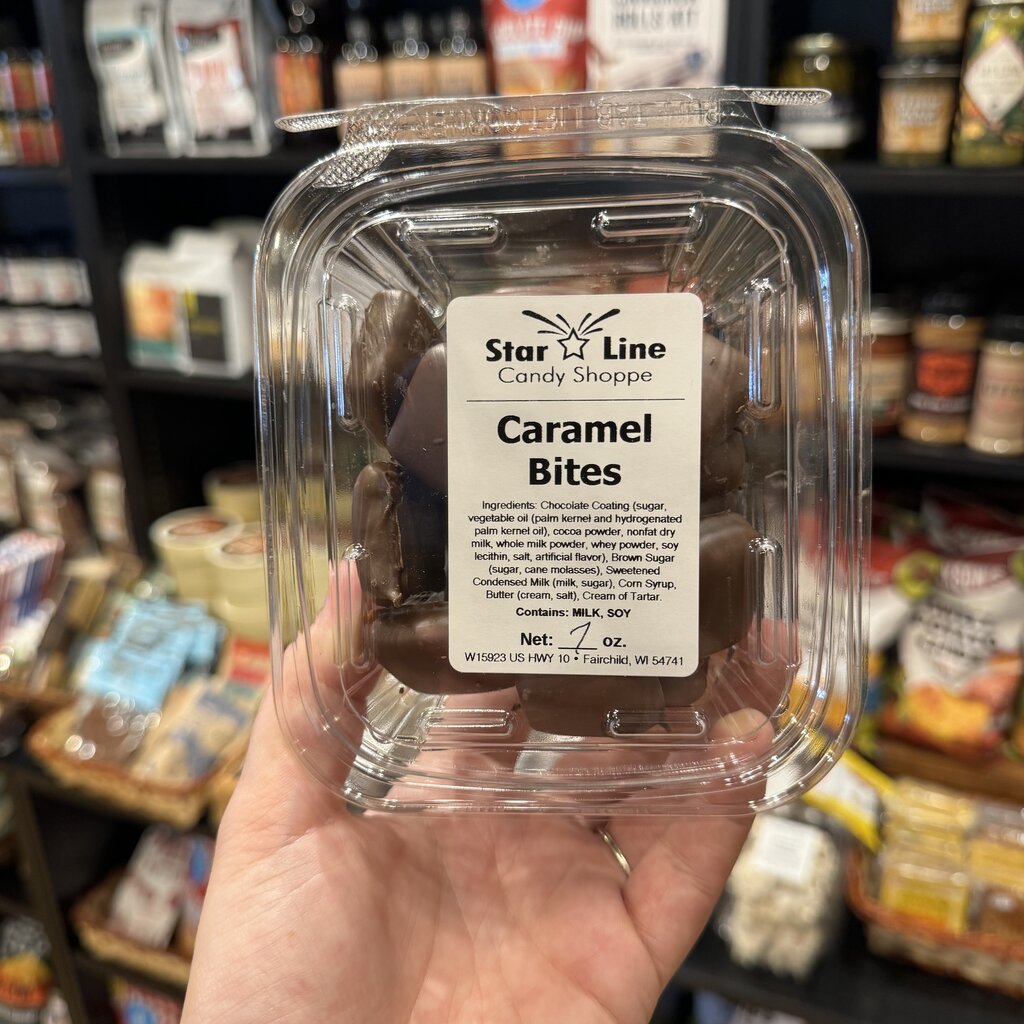 Star Line
Candy Shoppe
Caramel
Bites
Ingredients: Chocolate Coating (sugar,
vegetable oil (palm kernel and hydrogenated
palm kernel oil), cocoa powder, nonfat dry
milk, whole milk powder, whey powder, soy
lecithin, salt, artificial flavor), Brown Sugar
(sugar, cane molasses), Sweetened
Condensed Milk (milk, sugar), Corn Syrup,
Butter (cream, salt), Cream of Tartar.
Contains: MILK, SOY
Net: 7 oz.
W15923 US HWY 10 • Fairchild, WI 54741